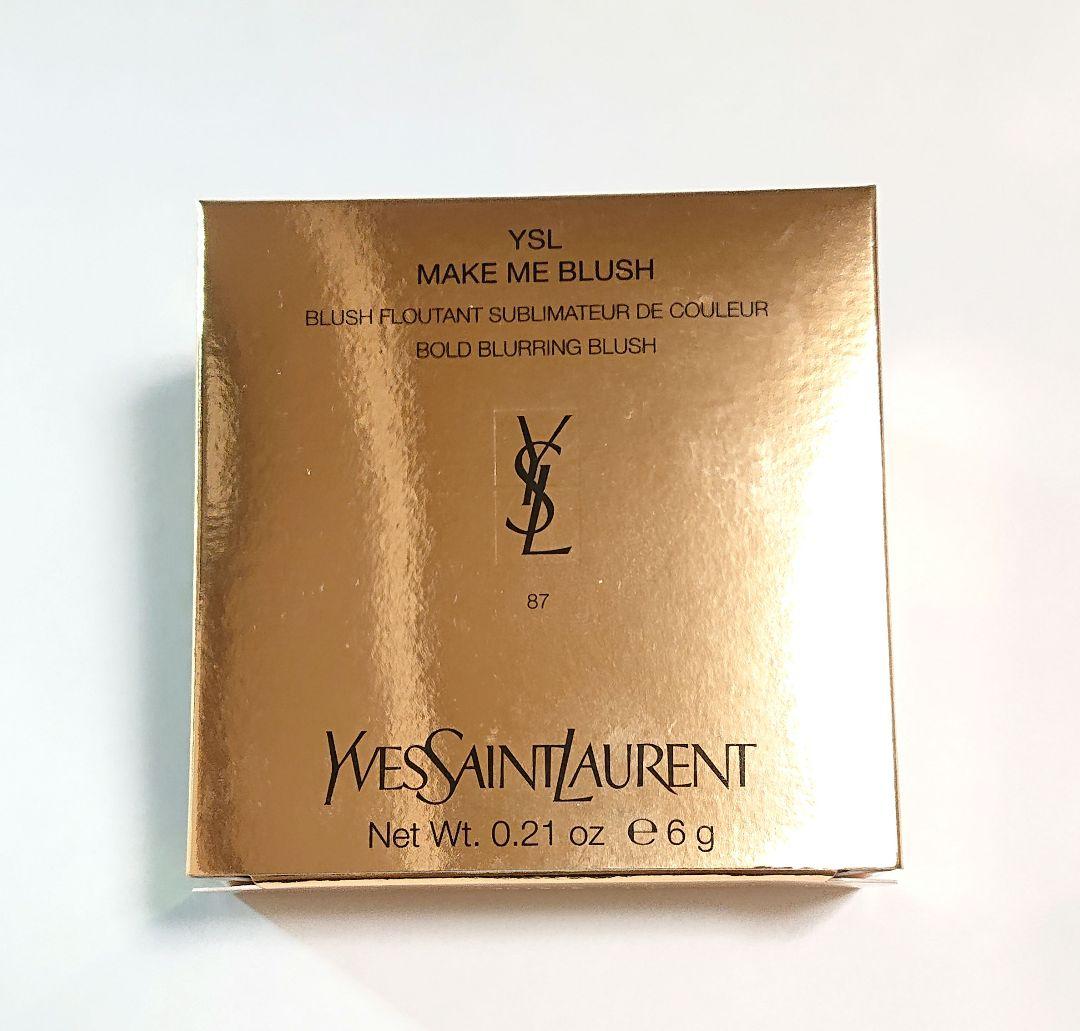 YSL
MAKE ME BLUSH
BLUSH FLOUTANT SUBLIMATEUR DE COULEUR
BOLD BLURRING BLUSH
YSL
87
YVESSAINTLAURENT
Net Wt. 0.21 oz ℮ 6 g